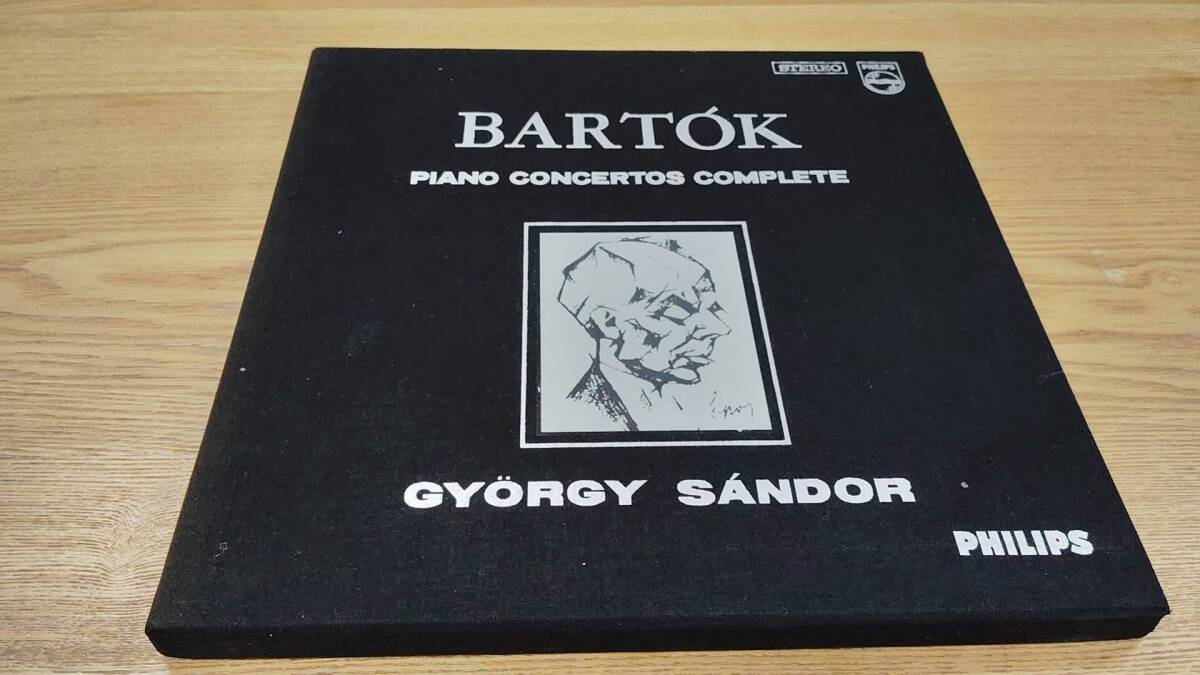 STEREO PHILIPS
BARTÓK
PIANO CONCERTOS COMPLETE
GYÖRGY SÁNDOR
PHILIPS